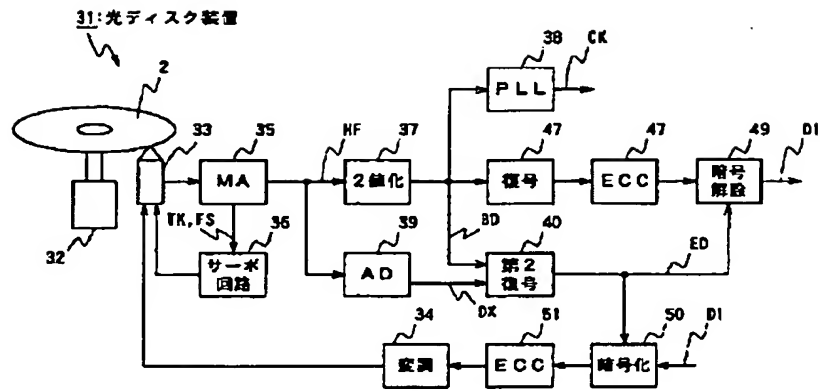 31:光ディスク装置
2
33
35
MA
HF
37
2値化
38
PLL
CK
47
復号
47
ECC
49
暗号
解除
D1
32
TK,FS
36
サーボ
回路
39
AD
BD
DX
40
第2
復号
ED
34
変調
51
ECC
50
暗号化
D1